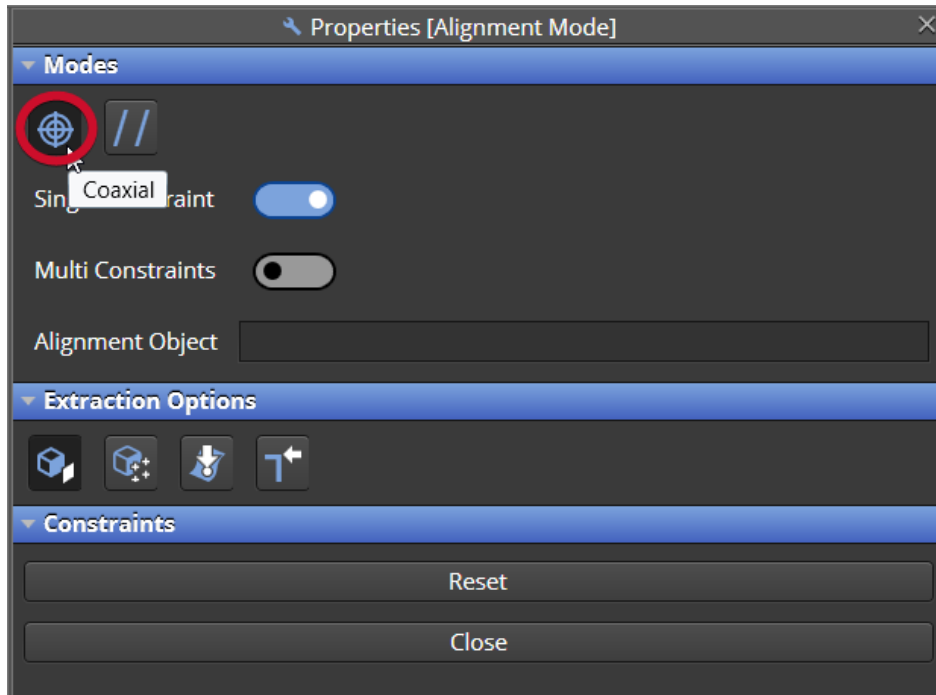 Properties [Alignment Mode]
Modes
Coaxial
Sing raint
Multi Constraints
Alignment Object
Extraction Options
Constraints
Reset
Close